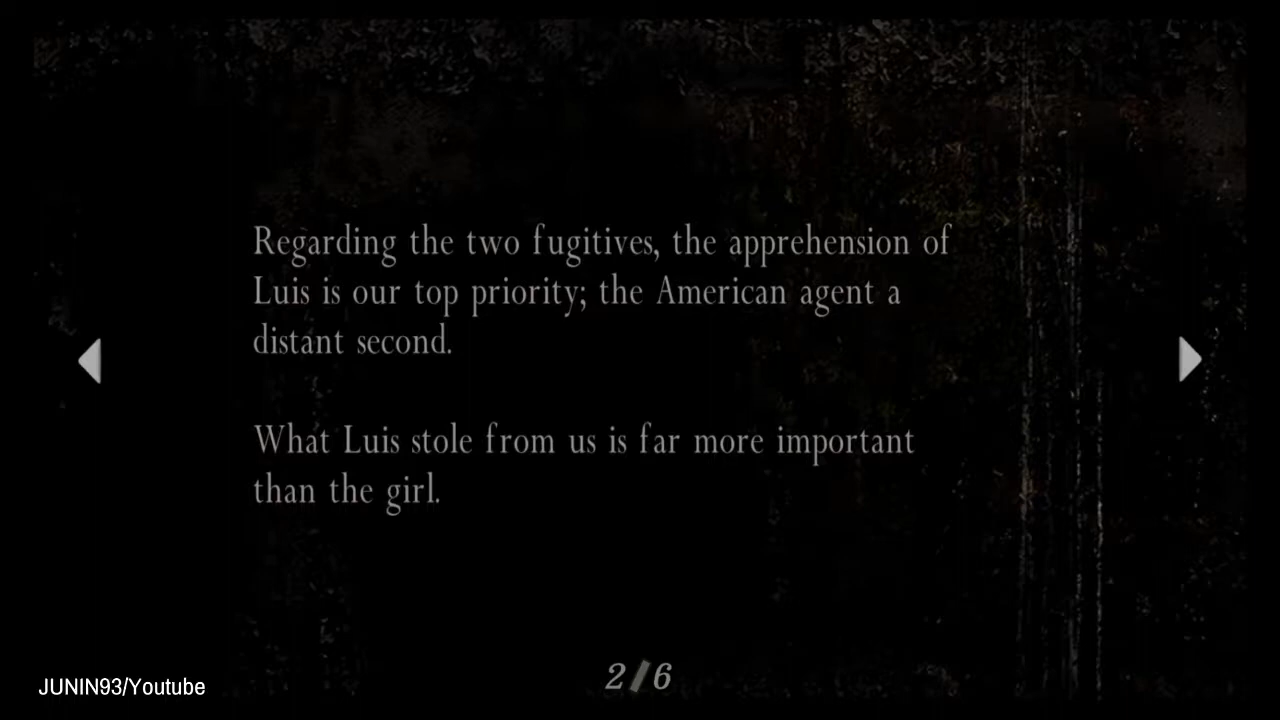 Regarding the two fugitives, the apprehension of
Luis is our top priority; the American agent a
distant second.
What Luis stole from us is far more important
than the girl.
2/6
JUNIN93/Youtube